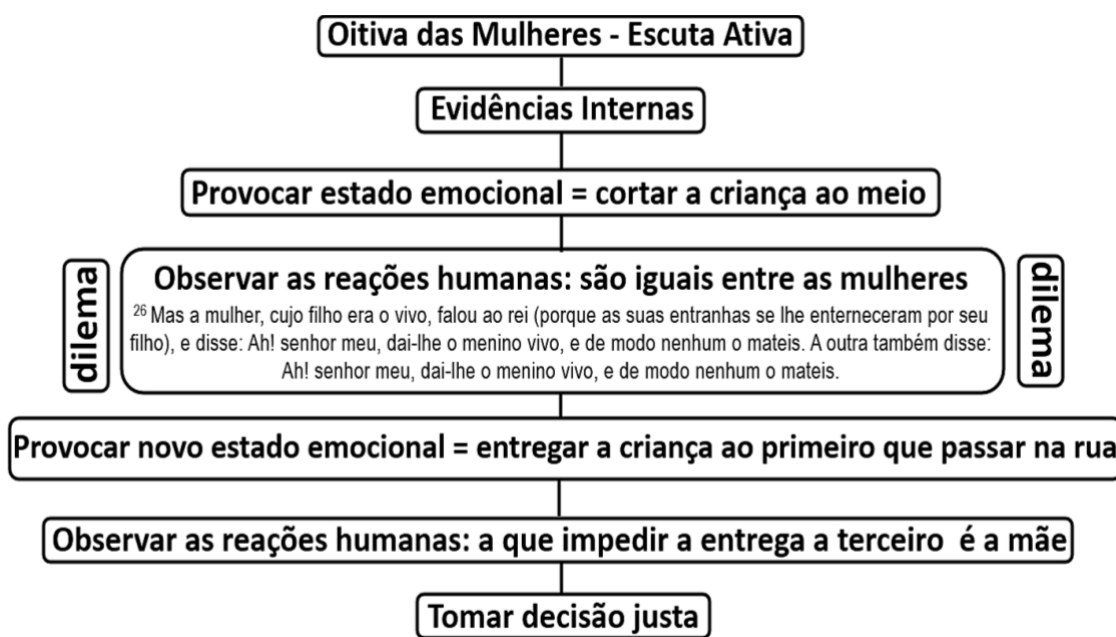 Oitiva das Mulheres - Escuta Ativa
Evidências Internas
Provocar estado emocional = cortar a criança ao meio
dilema
Observar as reações humanas: são iguais entre as mulheres
²⁶ Mas a mulher, cujo filho era o vivo, falou ao rei (porque as suas entranhas se lhe enterneceram por seu
filho), e disse: Ah! senhor meu, dai-lhe o menino vivo, e de modo nenhum o mateis. A outra também disse:
Ah! senhor meu, dai-lhe o menino vivo, e de modo nenhum o mateis.
dilema
Provocar novo estado emocional = entregar a criança ao primeiro que passar na rua
Observar as reações humanas: a que impedir a entrega a terceiro é a mãe
Tomar decisão justa